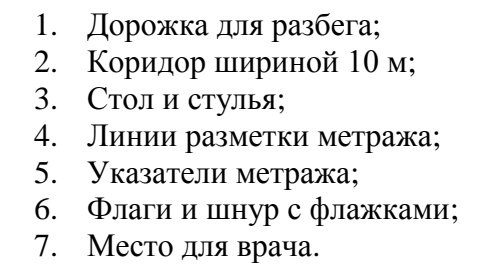 1. Дорожка для разбега;
2. Коридор шириной 10 м;
3. Стол и стулья;
4. Линии разметки метража;
5. Указатели метража;
6. Флаги и шнур с флажками;
7. Место для врача.